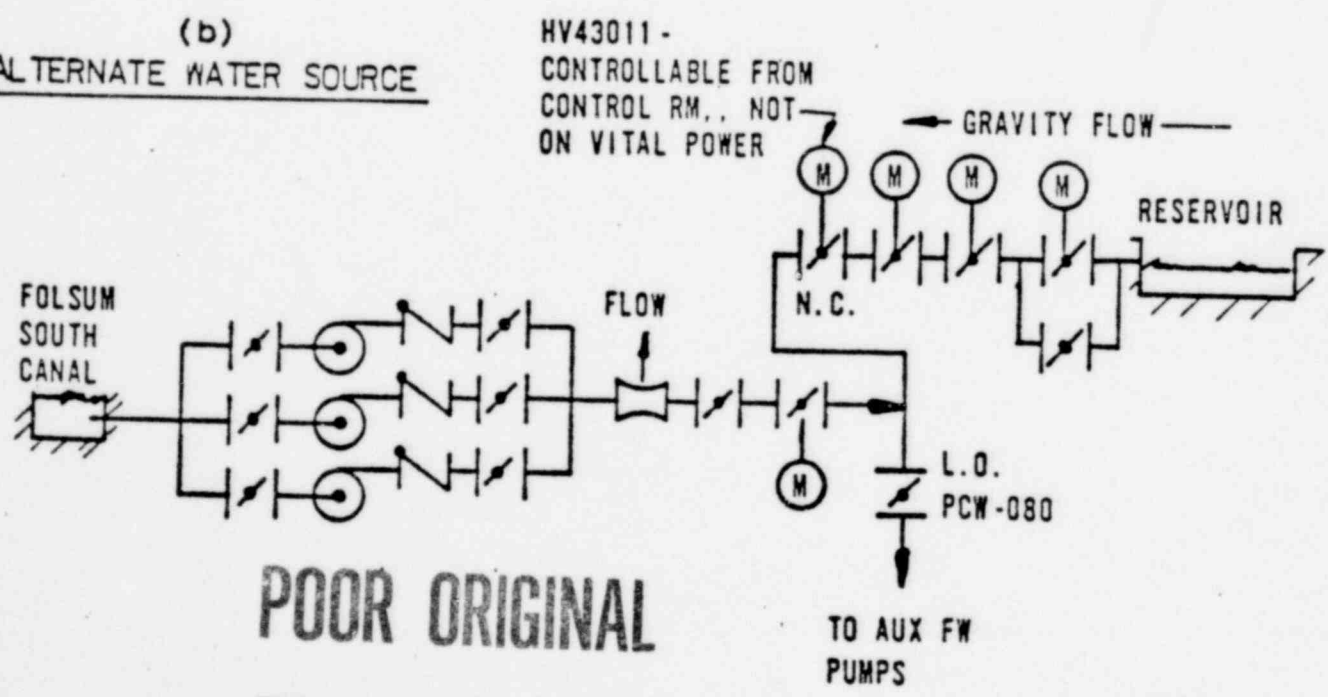 (b)
ALTERNATE WATER SOURCE
HV43011-
CONTROLLABLE FROM
CONTROL RM., NOT
ON VITAL POWER
GRAVITY FLOW
M
M
M
M
RESERVOIR
N.C.
FOLSUM
SOUTH
CANAL
FLOW
M
L.O.
PCW-080
TO AUX FW
PUMPS
POOR ORIGINAL